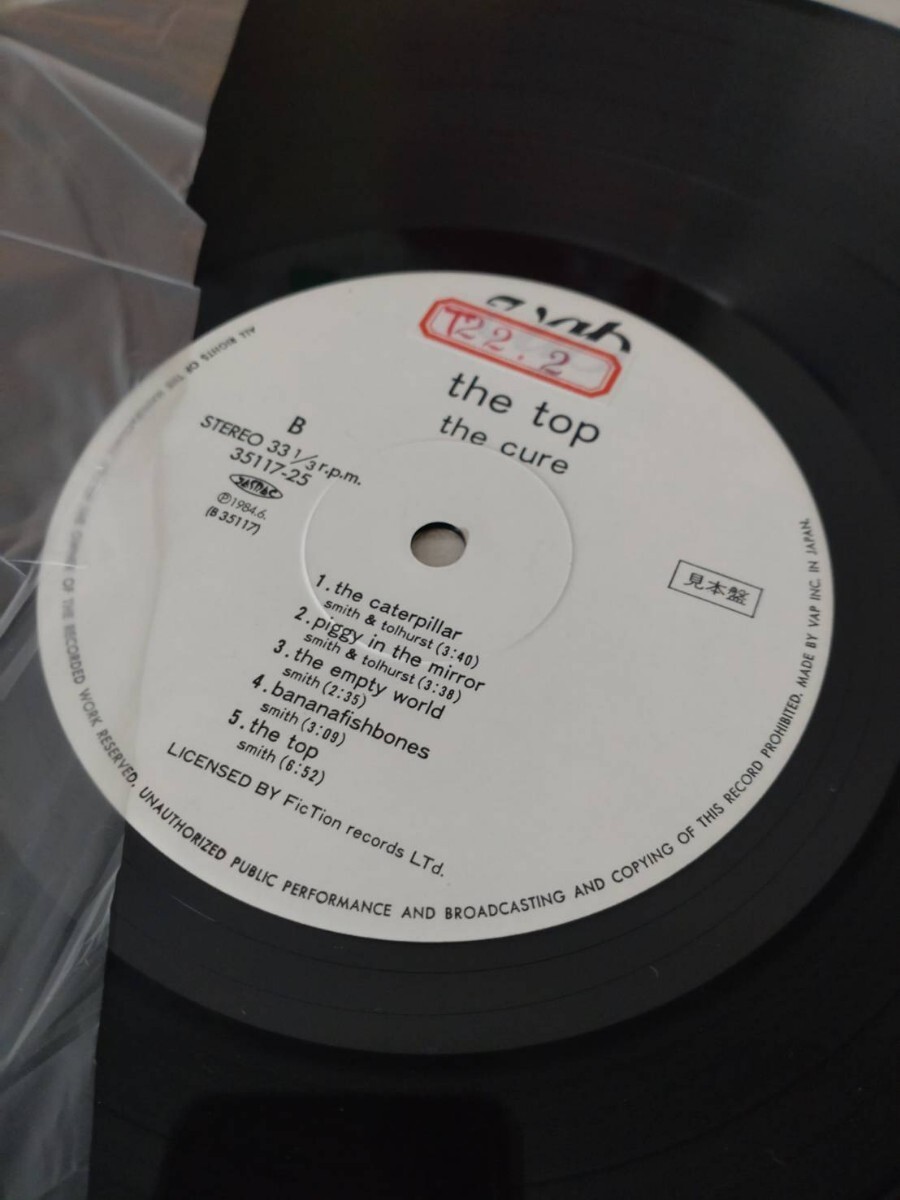 T22.2
the top
the cure
B
STEREO 33 1/3 r.p.m.
35117-25
JASRAC
Ⓟ1984.6.
(B 35117)
見本盤
1. the caterpillar
smith & tolhurst (3:40)
2. piggy in the mirror
smith & tolhurst (3:38)
3. the empty world
smith (2:35)
4. bananafishbones
smith (3:09)
5. the top
smith (6:52)
LICENSED BY FicTion records LTd.
ALL RIGHTS OF THE OF THE RECORDED WORK RESERVED. UNAUTHORIZED PUBLIC PERFORMANCE AND BROADCASTING AND COPYING OF THIS RECORD PROHIBITED. MADE BY VAP INC. IN JAPAN.